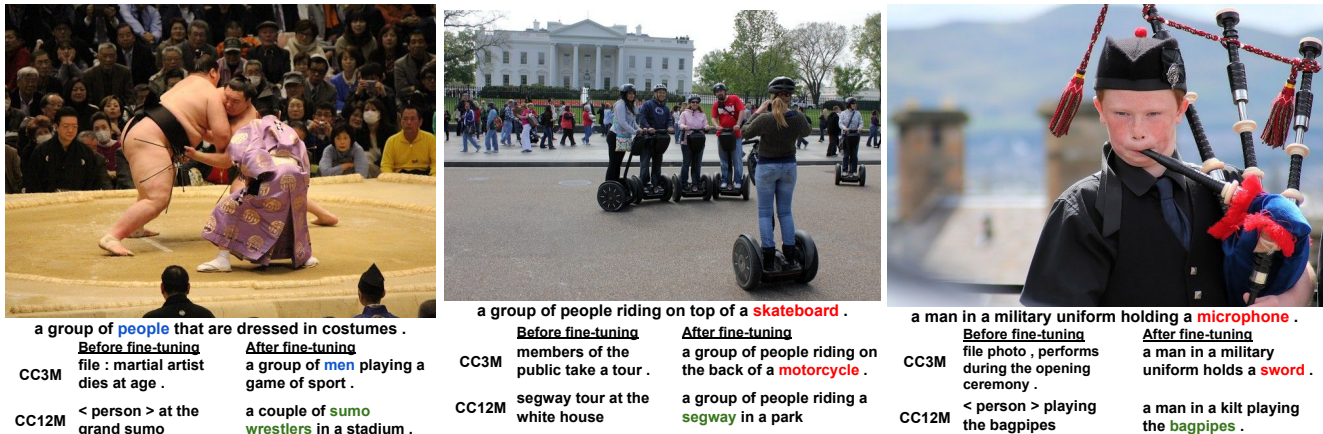 a group of people that are dressed in costumes .
Before fine-tuning After fine-tuning
CC3M
file : martial artist
dies at age .
a group of men playing a
game of sport .
CC12M
< person > at the
grand sumo
a couple of sumo
wrestlers in a stadium .
a group of people riding on top of a skateboard .
Before fine-tuning After fine-tuning
CC3M
members of the
public take a tour .
a group of people riding on
the back of a motorcycle .
CC12M
segway tour at the
white house
a group of people riding a
segway in a park
a man in a military uniform holding a microphone .
Before fine-tuning After fine-tuning
CC3M
file photo , performs
during the opening
ceremony .
a man in a military
uniform holds a sword .
CC12M
< person > playing
the bagpipes
a man in a kilt playing
the bagpipes .